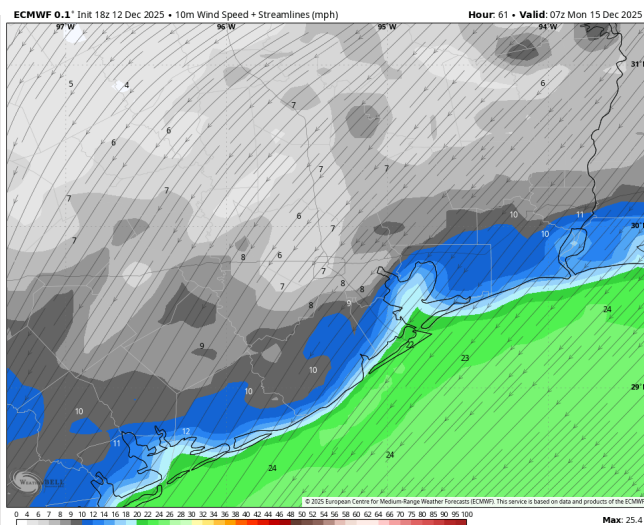 ECMWF 0.1° Init 18z 12 Dec 2025 • 10m Wind Speed + Streamlines (mph) Hour: 61 • Valid: 07z Mon 15 Dec 2025
97°W 96°W 95°W 94°W
31°
5 4 6
7
6 6
7 7
7 7
6 10 11
30°
7 10
8 6
7
7 8 8
8 9
24
9 22
23
10
29°
10
10
12
11
24
24
WeatherBELL
© 2025 European Centre for Medium-Range Weather Forecasts (ECMWF). This service is based on data and products of the ECMWF
0 4 6 7 8 9 10 12 14 16 18 20 22 24 26 28 30 32 34 36 38 40 42 44 46 48 50 52 54 56 58 60 62 64 66 68 70 75 80 85 90 95 100
Max: 25.4